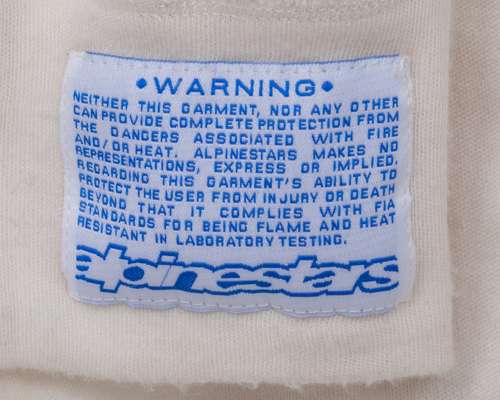 •WARNING•
NEITHER THIS GARMENT, NOR ANY OTHER
CAN PROVIDE COMPLETE PROTECTION FROM
THE DANGERS ASSOCIATED WITH FIRE
AND/OR HEAT. ALPINESTARS MAKES NO
REPRESENTATIONS, EXPRESS OR IMPLIED.
REGARDING THIS GARMENT'S ABILITY TO
PROTECT THE USER FROM INJURY OR DEATH
BEYOND THAT IT COMPLIES WITH FIA
STANDARDS FOR BEING FLAME AND HEAT
RESISTANT IN LABORATORY TESTING.
alpinestars